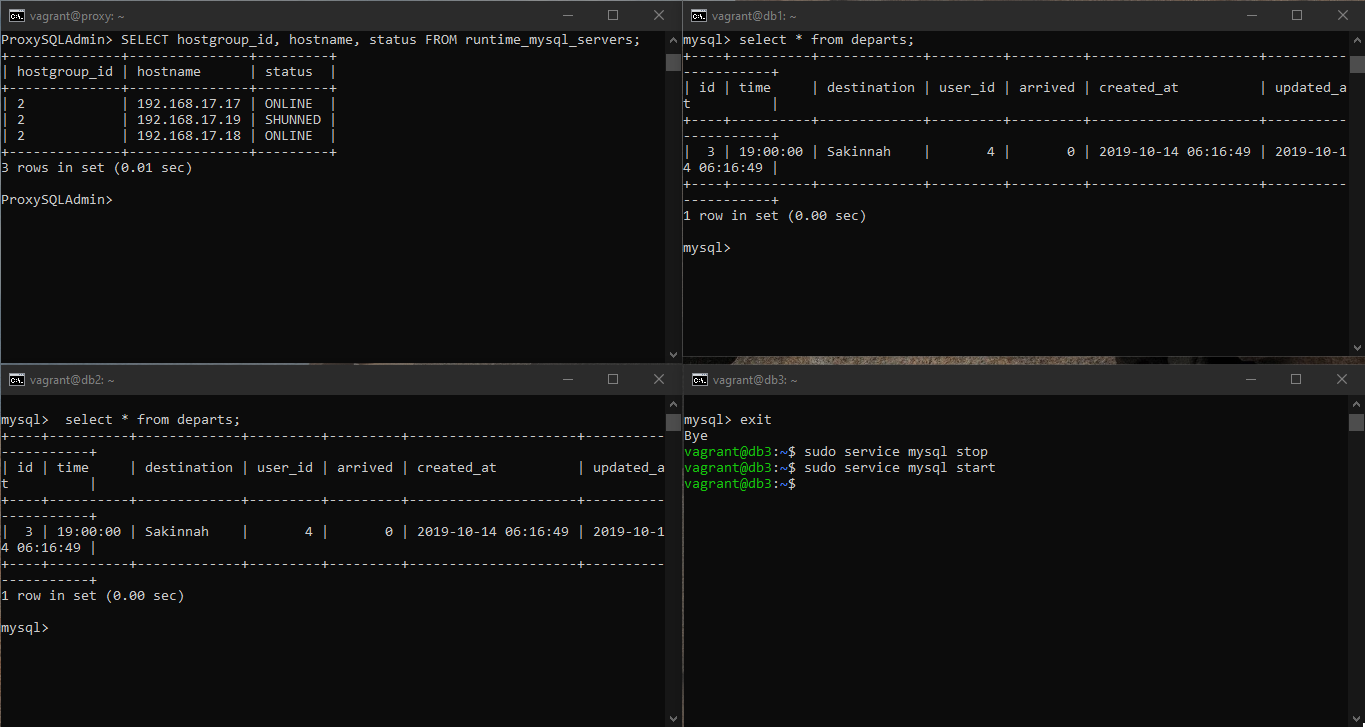 vagrant@proxy: ~
ProxySQLAdmin> SELECT hostgroup_id, hostname, status FROM runtime_mysql_servers;
+--------------+---------------+---------+
| hostgroup_id | hostname      | status  |
+--------------+---------------+---------+
| 2            | 192.168.17.17 | ONLINE  |
| 2            | 192.168.17.19 | SHUNNED |
| 2            | 192.168.17.18 | ONLINE  |
+--------------+---------------+---------+
3 rows in set (0.01 sec)
ProxySQLAdmin>
vagrant@db1: ~
mysql> select * from departs;
+----+----------+-------------+---------+---------+---------------------+----------
-----------+
| id | time     | destination | user_id | arrived | created_at          | updated_a
t          |
+----+----------+-------------+---------+---------+---------------------+----------
-----------+
|  3 | 19:00:00 | Sakinnah    |       4 |       0 | 2019-10-14 06:16:49 | 2019-10-1
4 06:16:49 |
+----+----------+-------------+---------+---------+---------------------+----------
-----------+
1 row in set (0.00 sec)
mysql>
vagrant@db2: ~
mysql>  select * from departs;
+----+----------+-------------+---------+---------+---------------------+----------
-----------+
| id | time     | destination | user_id | arrived | created_at          | updated_a
t          |
+----+----------+-------------+---------+---------+---------------------+----------
-----------+
|  3 | 19:00:00 | Sakinnah    |       4 |       0 | 2019-10-14 06:16:49 | 2019-10-1
4 06:16:49 |
+----+----------+-------------+---------+---------+---------------------+----------
-----------+
1 row in set (0.00 sec)
mysql>
vagrant@db3: ~
mysql> exit
Bye
vagrant@db3:~$ sudo service mysql stop
vagrant@db3:~$ sudo service mysql start
vagrant@db3:~$